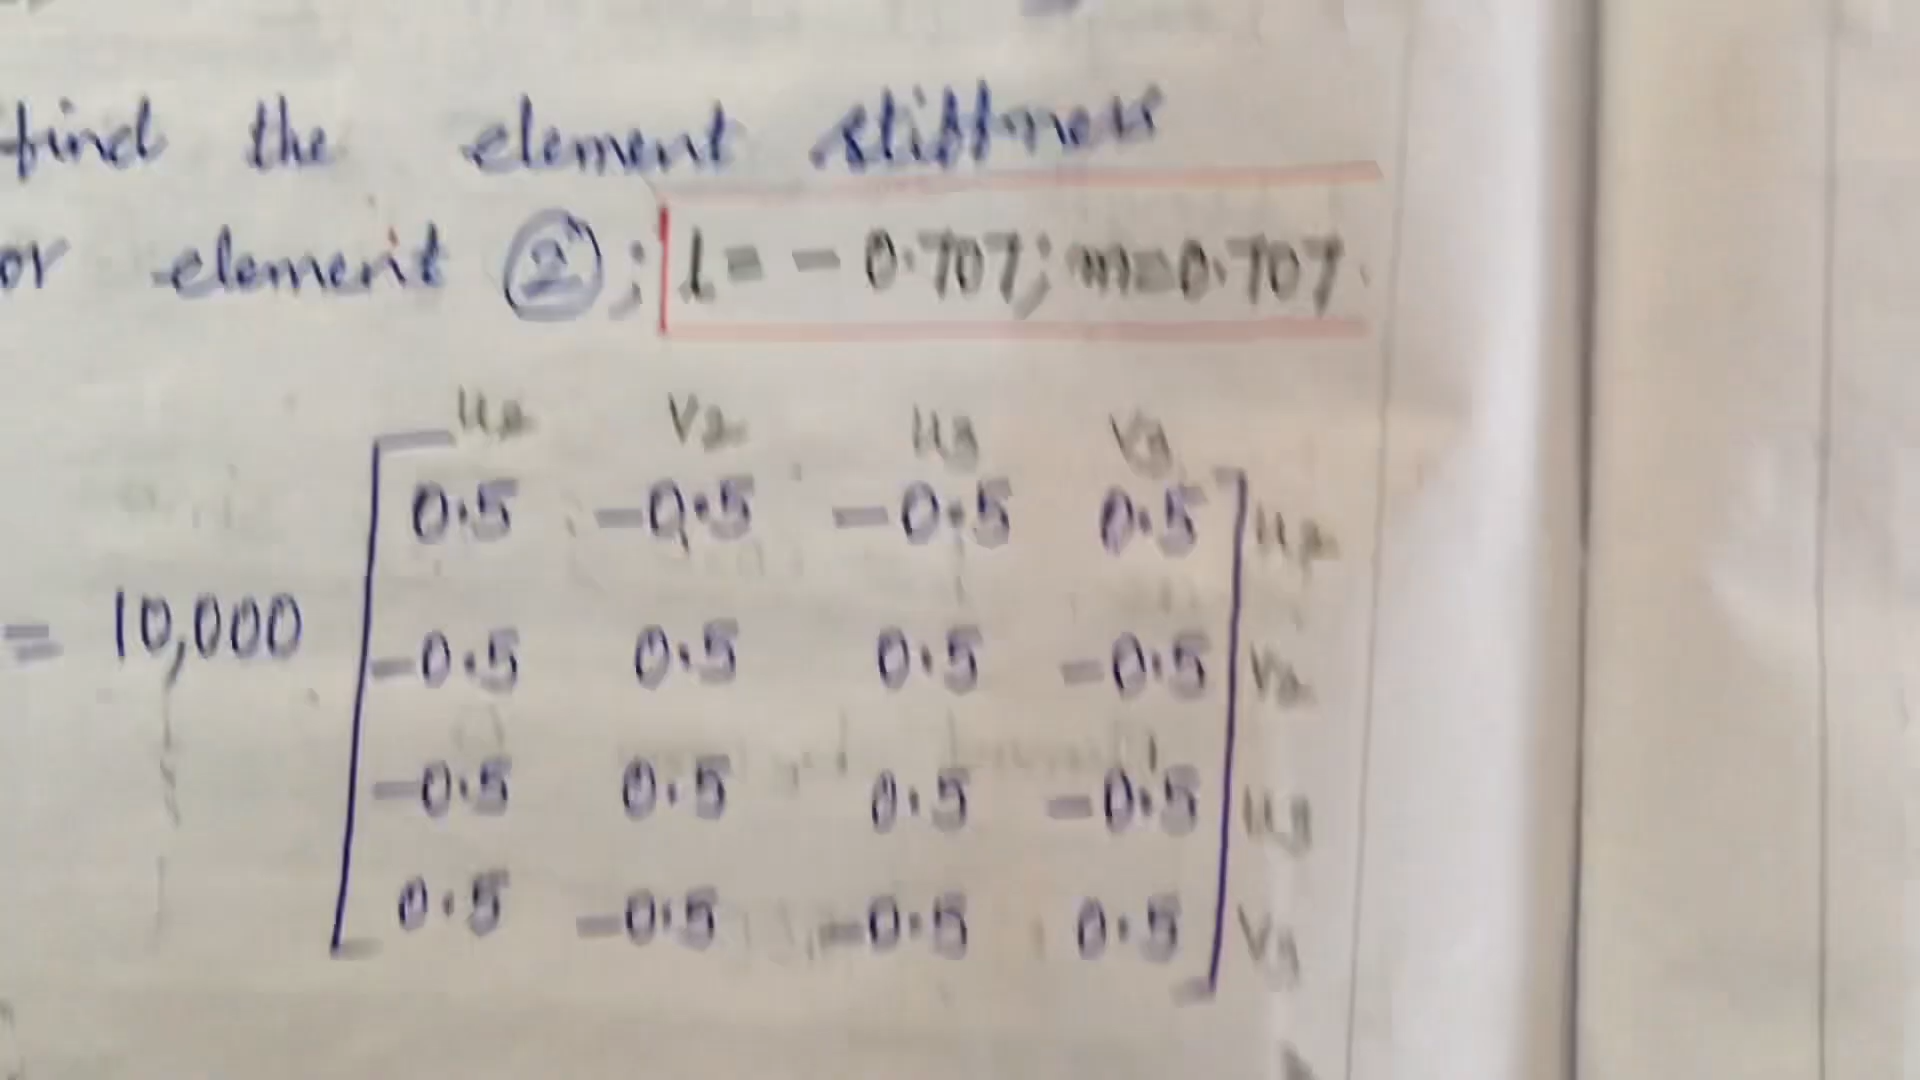 find the element stiffness
or element ②; l = - 0.707; m=0.707
u2 v2 u3 v3
0.5 -0.5 -0.5 0.5 u2
= 10,000 -0.5 0.5 0.5 -0.5 v2
-0.5 0.5 0.5 -0.5 u3
0.5 -0.5 -0.5 0.5 v3